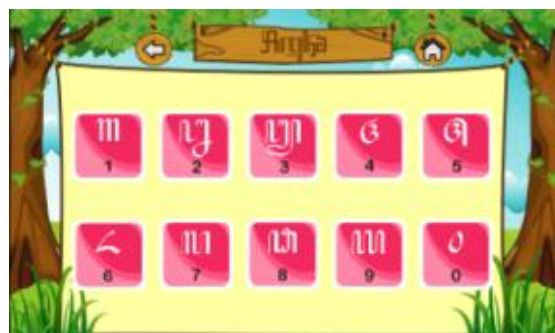 Angka
꧑ ꧒ ꧓ ꧔ ꧕
1 2 3 4 5
꧖ ꧗ ꧘ ꧙ ꧐
6 7 8 9 0